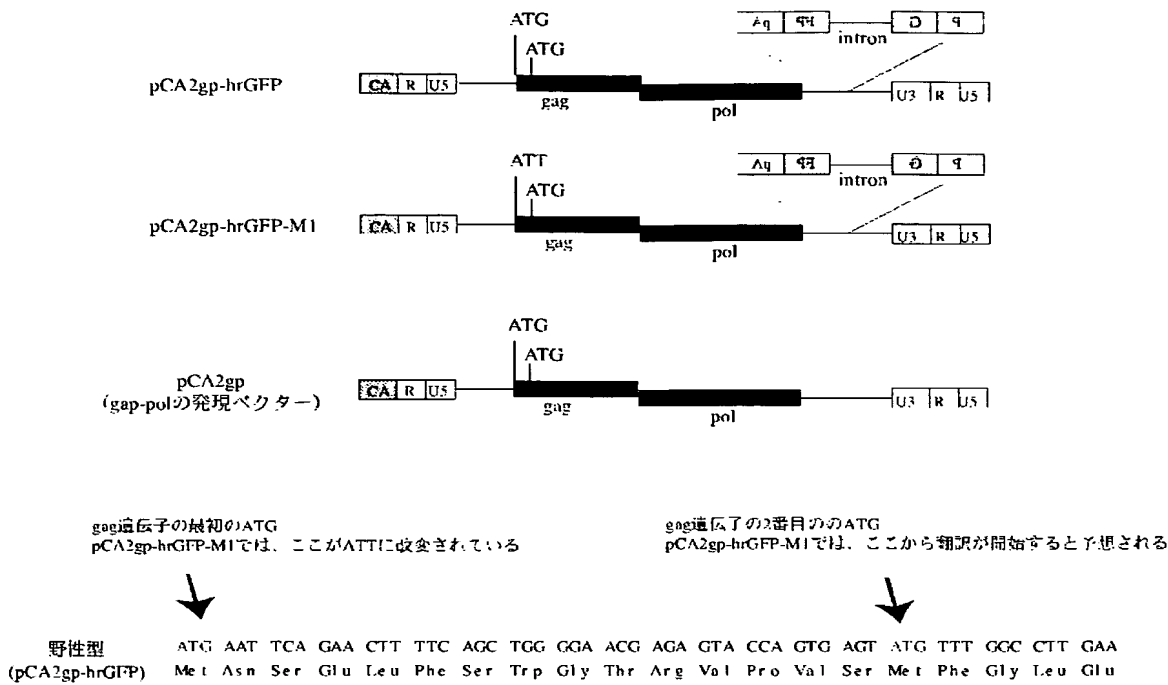 ATG
ATG
intron
pCA2gp-hrGFP
CA R U5
gag
pol
U3 R U5
ATT
ATG
intron
pCA2gp-hrGFP-M1
CA R U5
gag
pol
U3 R U5
ATG
ATG
pCA2gp
(gap-polの発現ベクター)
CA R U5
gag
pol
U3 R U5
gag遺伝子の最初のATG
pCA2gp-hrGFP-M1では、ここがATTに改変されている
gag遺伝子の2番目ののATG
pCA2gp-hrGFP-M1では、ここから翻訳が開始すると予想される
野性型 ATG AAT TCA GAA CTT TTC AGC TGG GGA ACG AGA GTA CCA GTG AGT ATG TTT GGC CTT GAA
(pCA2gp-hrGFP) Met Asn Ser Glu Leu Phe Ser Trp Gly Thr Arg Val Pro Val Ser Met Phe Gly Leu Glu